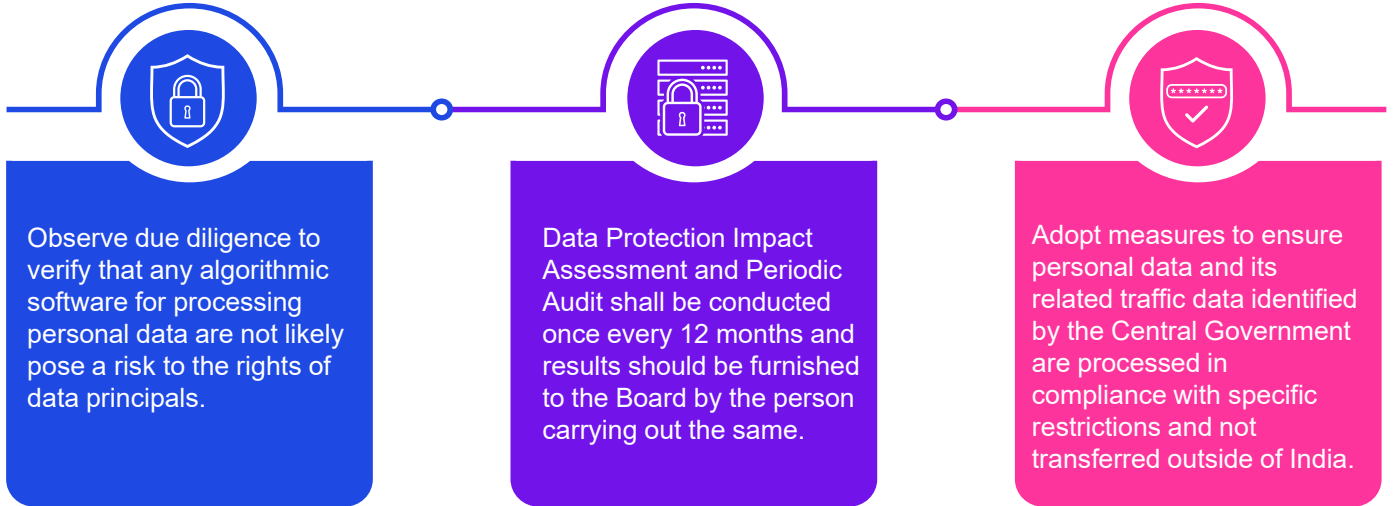 Observe due diligence to
verify that any algorithmic
software for processing
personal data are not likely
pose a risk to the rights of
data principals.
Data Protection Impact
Assessment and Periodic
Audit shall be conducted
once every 12 months and
results should be furnished
to the Board by the person
carrying out the same.
Adopt measures to ensure
personal data and its
related traffic data identified
by the Central Government
are processed in
compliance with specific
restrictions and not
transferred outside of India.